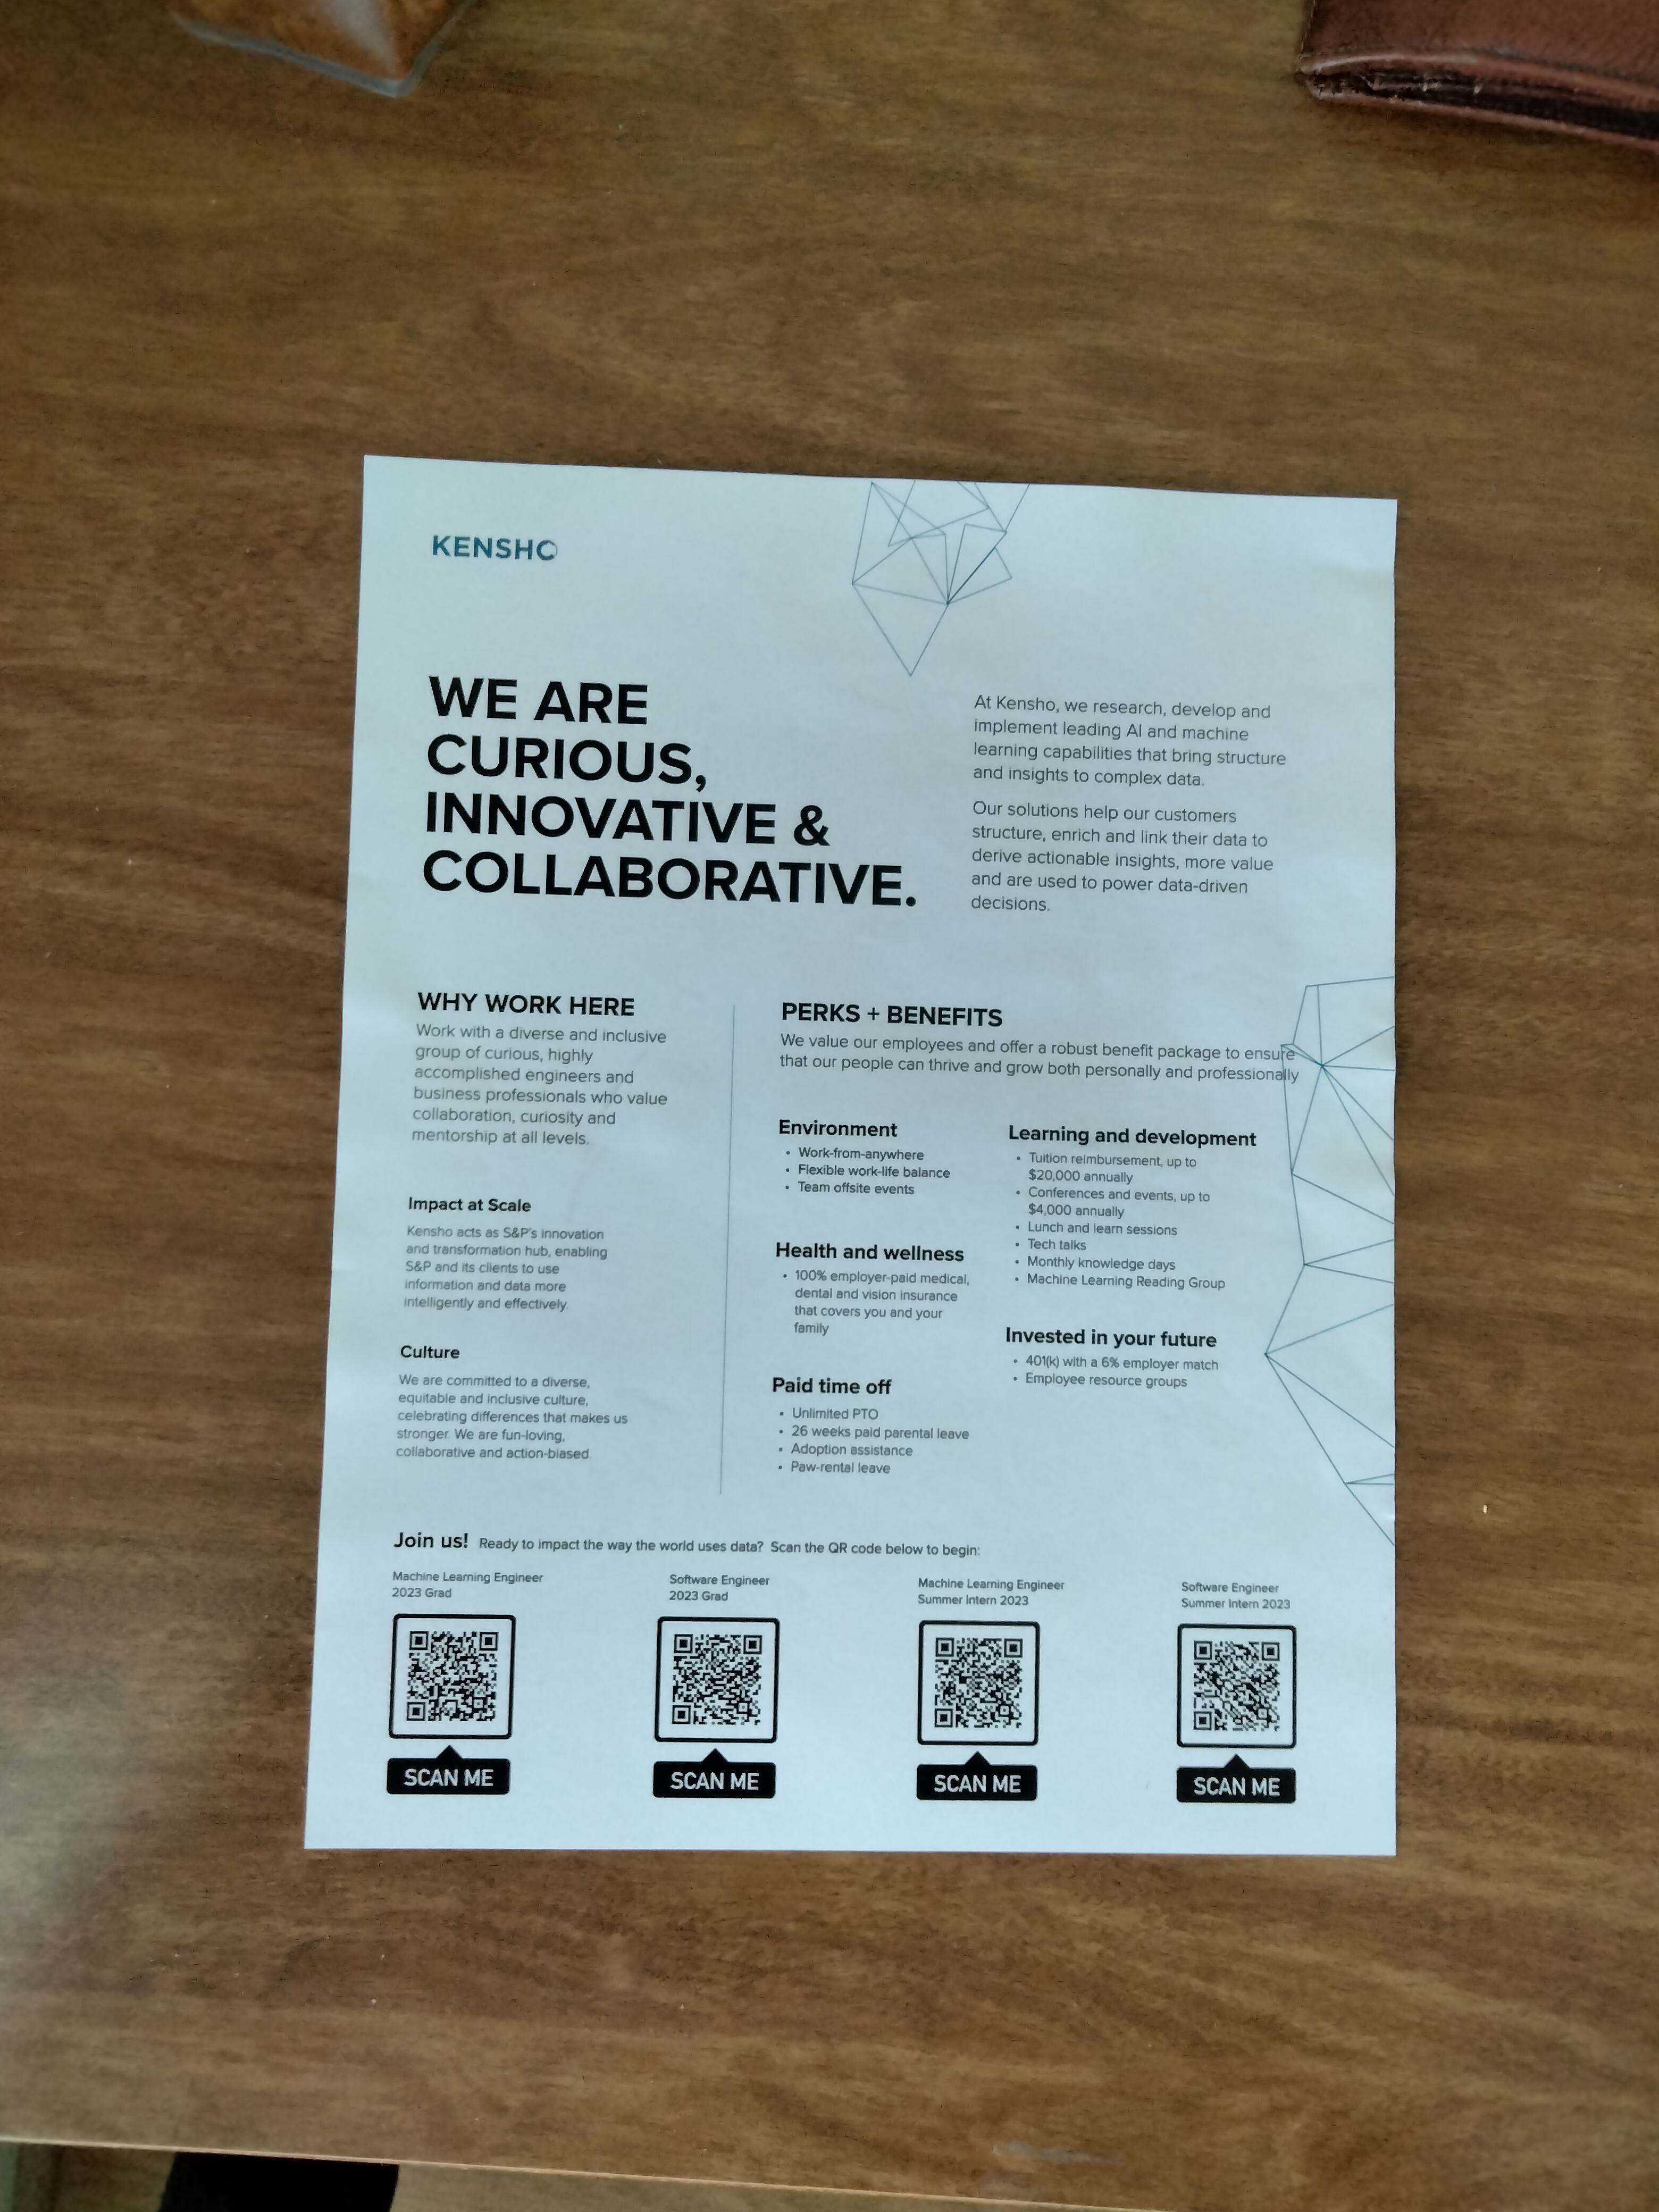 KENSHO
WE ARE
CURIOUS,
INNOVATIVE &
COLLABORATIVE.
At Kensho, we research, develop and
implement leading AI and machine
learning capabilities that bring structure
and insights to complex data.
Our solutions help our customers
structure, enrich and link their data to
derive actionable insights, more value
and are used to power data-driven
decisions.
WHY WORK HERE
Work with a diverse and inclusive
group of curious, highly
accomplished engineers and
business professionals who value
collaboration, curiosity and
mentorship at all levels.
Impact at Scale
Kensho acts as S&P's innovation
and transformation hub, enabling
S&P and its clients to use
information and data more
intelligently and effectively.
Culture
We are committed to a diverse,
equitable and inclusive culture,
celebrating differences that makes us
stronger. We are fun-loving,
collaborative and action-biased.
PERKS + BENEFITS
We value our employees and offer a robust benefit package to ensure
that our people can thrive and grow both personally and professionally
Environment
• Work-from-anywhere
• Flexible work-life balance
• Team offsite events
Health and wellness
• 100% employer-paid medical,
dental and vision insurance
that covers you and your
family
Paid time off
• Unlimited PTO
• 26 weeks paid parental leave
• Adoption assistance
• Paw-rental leave
Learning and development
• Tuition reimbursement, up to
$20,000 annually
• Conferences and events, up to
$4,000 annually
• Lunch and learn sessions
• Tech talks
• Monthly knowledge days
• Machine Learning Reading Group
Invested in your future
• 401(k) with a 6% employer match
• Employee resource groups
Join us! Ready to impact the way the world uses data? Scan the QR code below to begin:
Machine Learning Engineer
2023 Grad
SCAN ME
Software Engineer
2023 Grad
SCAN ME
Machine Learning Engineer
Summer Intern 2023
SCAN ME
Software Engineer
Summer Intern 2023
SCAN ME